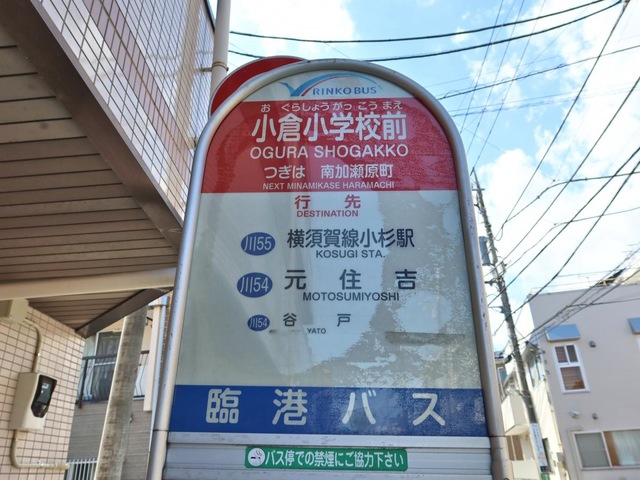 RINKO BUS
おぐらしょうがっこうまえ
小倉小学校前
OGURA SHOGAKKO
つぎは 南加瀬原町
NEXT MINAMIKASE HARAMACHI
行先
DESTINATION
川55 横須賀線小杉駅
KOSUGI STA.
川54 元住吉
MOTOSUMIYOSHI
川54 谷戸
YATO
臨港バス
バス停での禁煙にご協力下さい